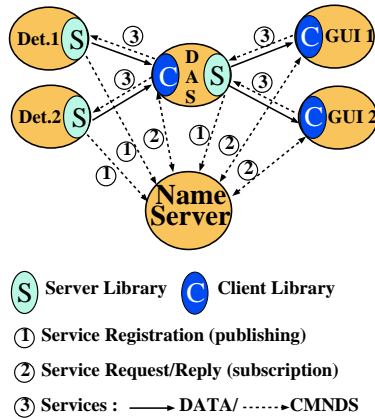 Det.1 S ③ ③ C GUI 1
③ C DAS S ③
Det.2 S ① ② ① ② C GUI 2
① ②
Name
Server
S Server Library C Client Library
① Service Registration (publishing)
② Service Request/Reply (subscription)
③ Services : DATA/ CMNDS